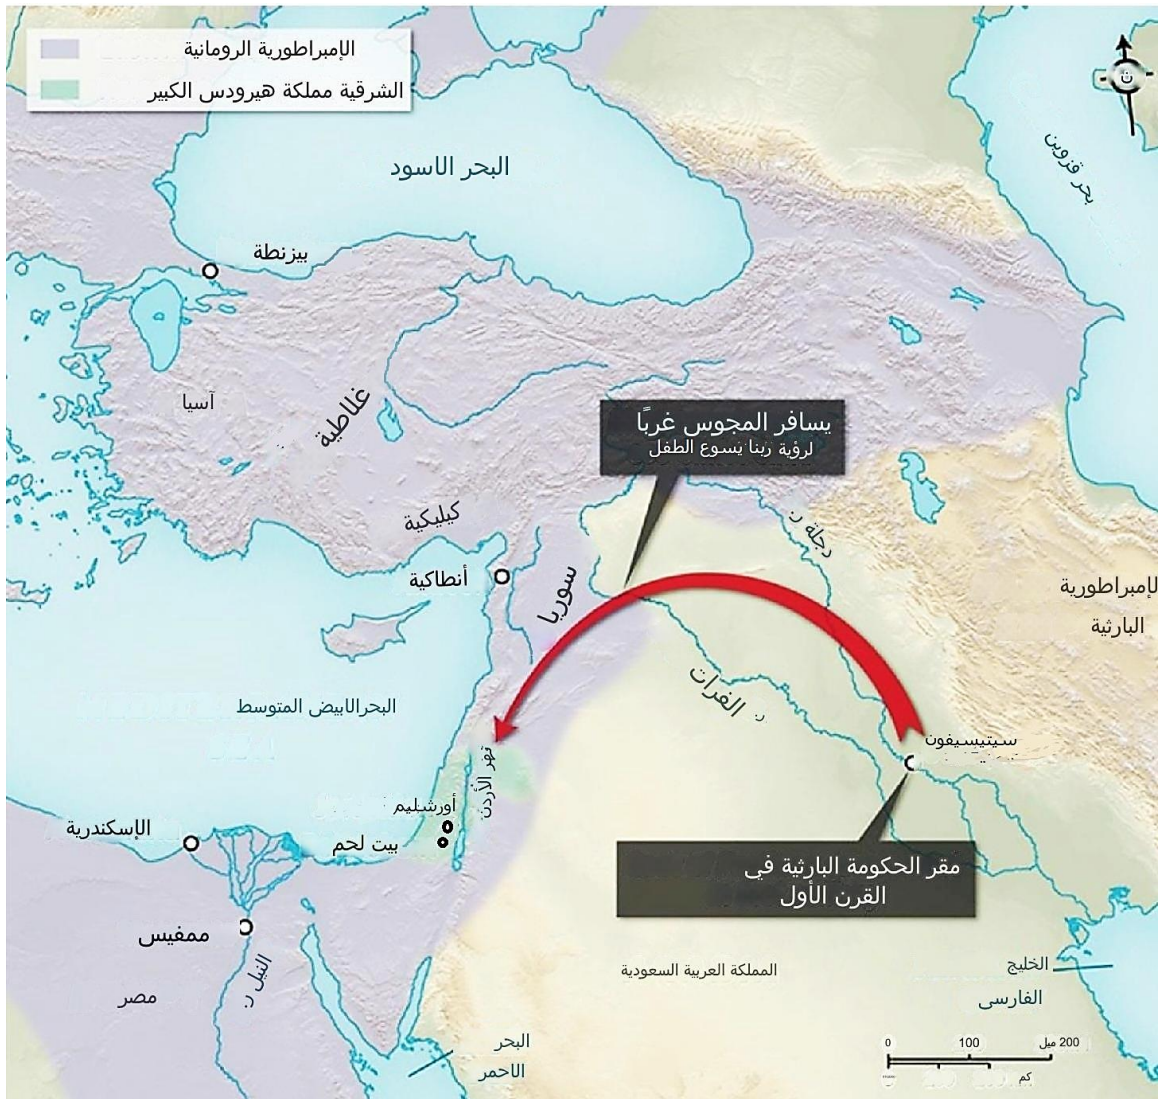 الإمبراطورية الرومانية
الشرقية مملكة هيرودس الكبير
ن
بحر قزوين
البحر الاسود
بيزنطة
آسيا
غلاطية
يسافر المجوس غربًا
لرؤية ربنا يسوع الطفل
كيليكية
دجلة ر.
أنطاكية
سوريا
لإمبراطورية
البارثية
الفرات ر.
البحرالابيض المتوسط
سيتيسيفون
نهر الأردن
أورشليم
بيت لحم
الإسكندرية
مقر الحكومة البارثية في
القرن الأول
ممفيس
النيل ر.
مصر
المملكة العربية السعودية
الخليج
الفارسى
البحر
الاحمر
0 100 200 ميل
كم